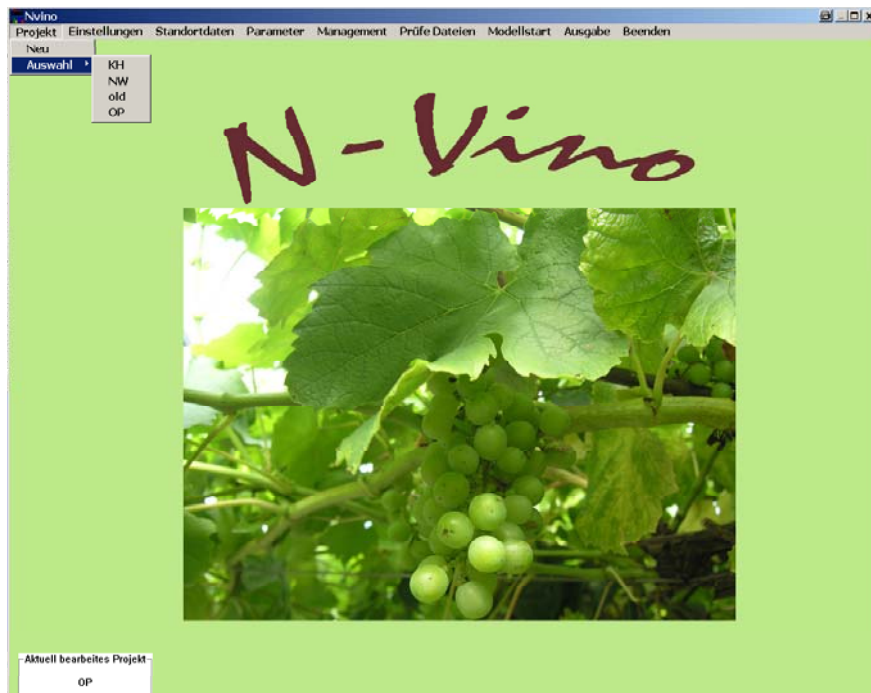 Nvino
Projekt Einstellungen Standortdaten Parameter Management Prüfe Dateien Modellstart Ausgabe Beenden
Neu
Auswahl
KH
NW
old
OP
N - Vino
Aktuell bearbeites Projekt
OP